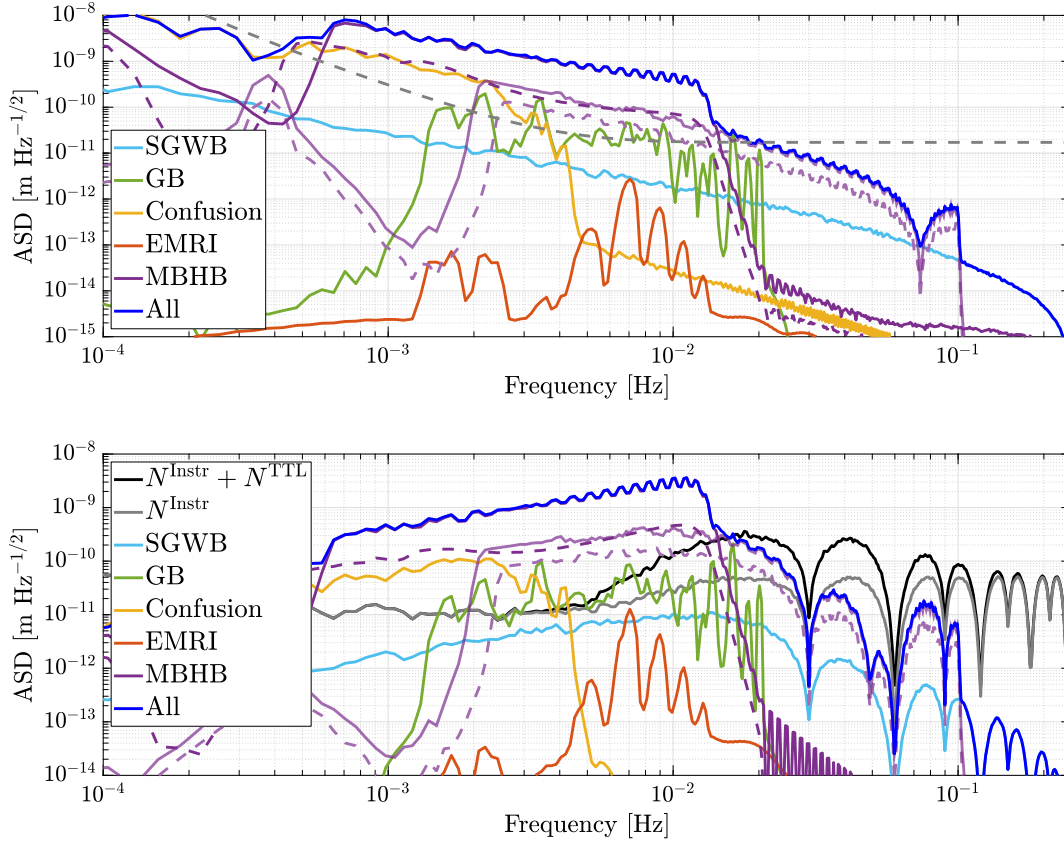 10⁻⁸
10⁻⁹
10⁻¹⁰
10⁻¹¹
10⁻¹²
10⁻¹³
10⁻¹⁴
10⁻¹⁵
ASD [m Hz⁻¹/²]
SGWB
GB
Confusion
EMRI
MBHB
All
10⁻⁴ 10⁻³ 10⁻² 10⁻¹
Frequency [Hz]
10⁻⁸
10⁻⁹
10⁻¹⁰
10⁻¹¹
10⁻¹²
10⁻¹³
10⁻¹⁴
ASD [m Hz⁻¹/²]
N^Instr + N^TTL
N^Instr
SGWB
GB
Confusion
EMRI
MBHB
All
10⁻⁴ 10⁻³ 10⁻² 10⁻¹
Frequency [Hz]